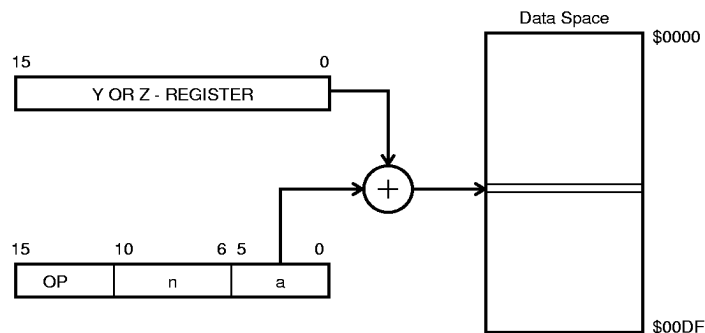 Data Space
$0000
15 0
Y OR Z - REGISTER
+
15 10 6 5 0
OP n a
$00DF